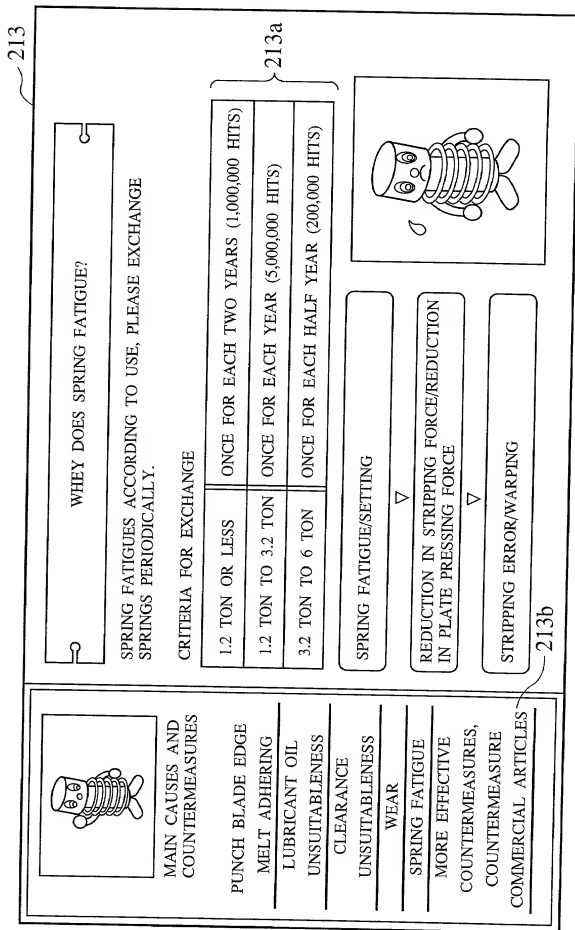 213
MAIN CAUSES AND
COUNTERMEASURES
PUNCH BLADE EDGE
MELT ADHERING
LUBRICANT OIL
UNSUITABLENESS
CLEARANCE
UNSUITABLENESS
WEAR
SPRING FATIGUE
MORE EFFECTIVE
COUNTERMEASURES,
COUNTERMEASURE
COMMERCIAL ARTICLES
213b
WHEY DOES SPRING FATIGUE?
SPRING FATIGUES ACCORDING TO USE, PLEASE EXCHANGE
SPRINGS PERIODICALLY.
CRITERIA FOR EXCHANGE
1.2 TON OR LESS ONCE FOR EACH TWO YEARS (1,000,000 HITS)
1.2 TON TO 3.2 TON ONCE FOR EACH YEAR (5,000,000 HITS)
3.2 TON TO 6 TON ONCE FOR EACH HALF YEAR (200,000 HITS)
213a
SPRING FATIGUE/SETTING
REDUCTION IN STRIPPING FORCE/REDUCTION
IN PLATE PRESSING FORCE
STRIPPING ERROR/WARPING